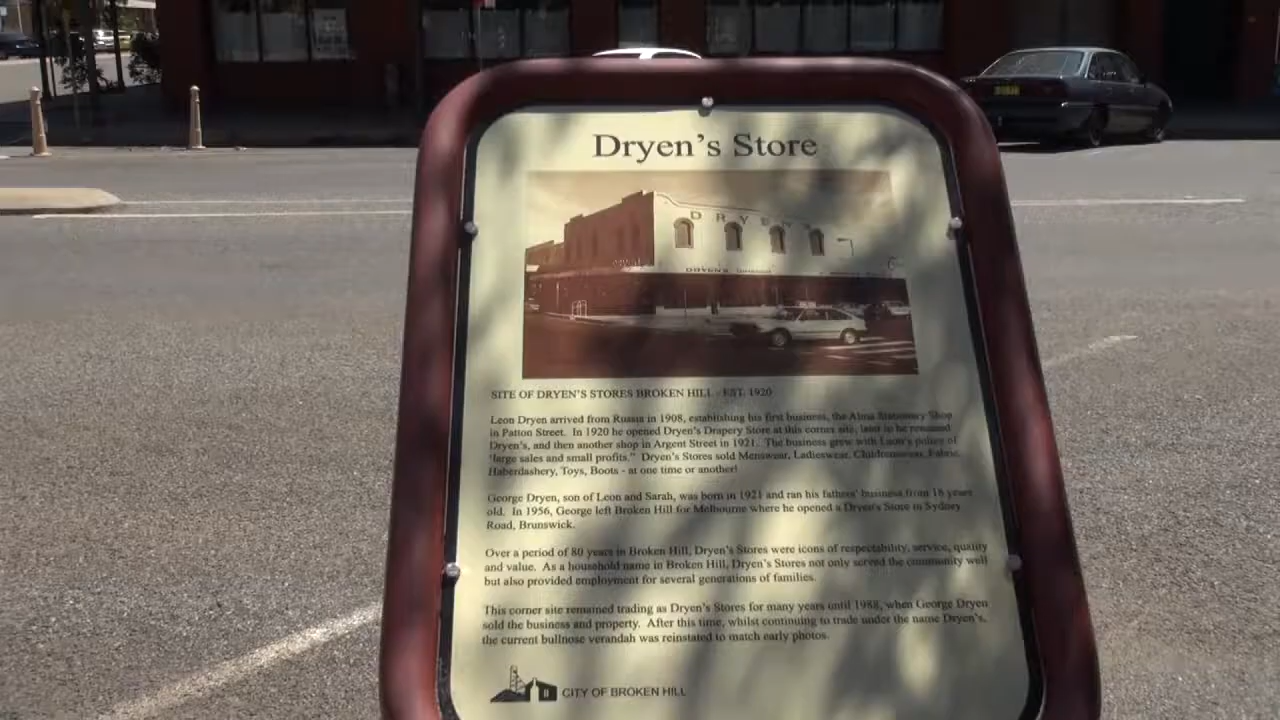 Dryen's Store
DRYEN'
DRYEN'S
SITE OF DRYEN'S STORES BROKEN HILL - EST. 1920
Leon Dryen arrived from Russia in 1908, establishing his first business, the Alma Stationery Shop
in Patton Street. In 1920 he opened Dryen's Drapery Store at this corner site, later to be renamed
Dryen's, and then another shop in Argent Street in 1921. The business grew with Leon's policy of
"large sales and small profits." Dryen's Stores sold Menswear, Ladieswear, Childrenswear, Fabric,
Haberdashery, Toys, Boots - at one time or another!
George Dryen, son of Leon and Sarah, was born in 1921 and ran his fathers' business from 18 years
old. In 1956, George left Broken Hill for Melbourne where he opened a Dryen's Store in Sydney
Road, Brunswick.
Over a period of 80 years in Broken Hill, Dryen's Stores were icons of respectability, service, quality
and value. As a household name in Broken Hill, Dryen's Stores not only served the community well
but also provided employment for several generations of families.
This corner site remained trading as Dryen's Stores for many years until 1988, when George Dryen
sold the business and property. After this time, whilst continuing to trade under the name Dryen's,
the current bullnose verandah was reinstated to match early photos.
CITY OF BROKEN HILL